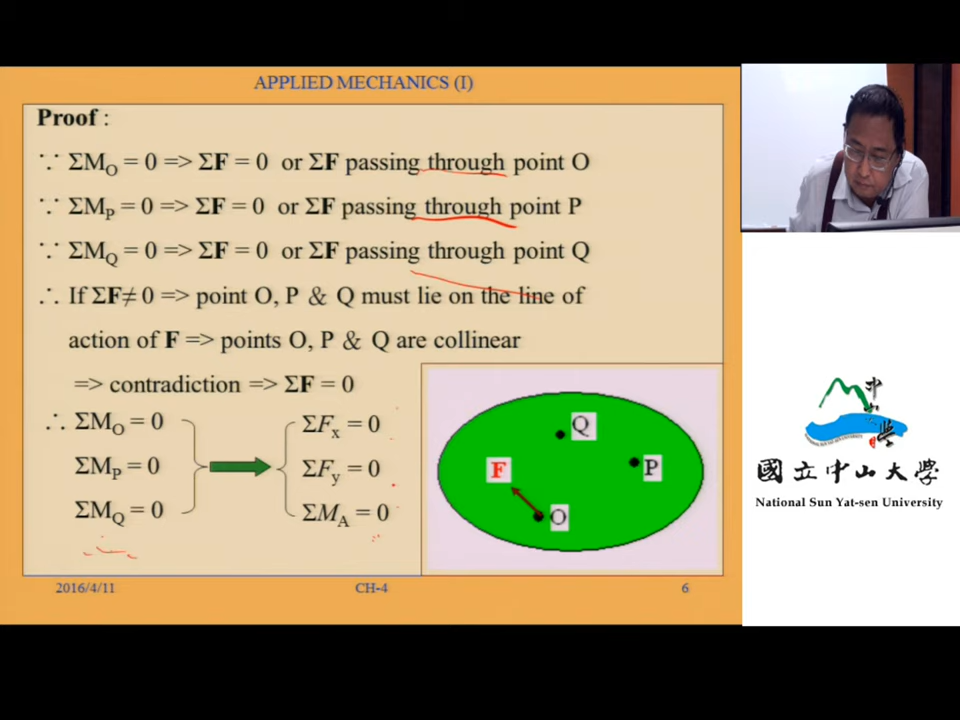 APPLIED MECHANICS (I)
Proof :
∵ ΣM_O = 0 => ΣF = 0 or ΣF passing through point O
∵ ΣM_P = 0 => ΣF = 0 or ΣF passing through point P
∵ ΣM_Q = 0 => ΣF = 0 or ΣF passing through point Q
∴ If ΣF≠ 0 => point O, P & Q must lie on the line of
action of F => points O, P & Q are collinear
=> contradiction => ΣF = 0
∴ ΣM_O = 0
ΣM_P = 0
ΣM_Q = 0
ΣF_x = 0
ΣF_y = 0
ΣM_A = 0
Q
F
P
O
2016/4/11
CH-4
6
國立中山大學
National Sun Yat-sen University